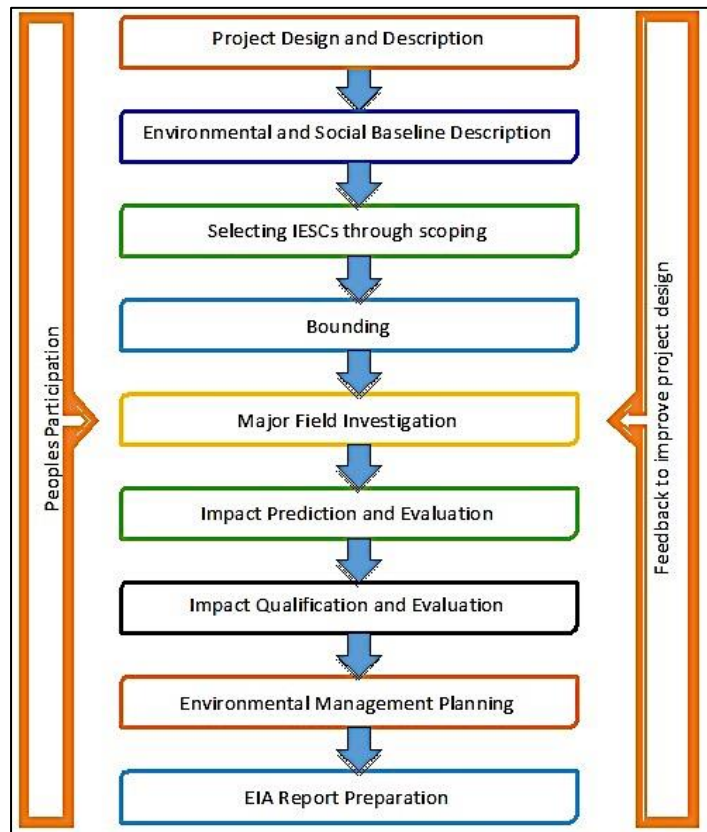 Project Design and Description
Environmental and Social Baseline Description
Selecting IESCs through scoping
Bounding
Major Field Investigation
Impact Prediction and Evaluation
Impact Qualification and Evaluation
Environmental Management Planning
EIA Report Preparation
Peoples Participation
Feedback to improve project design